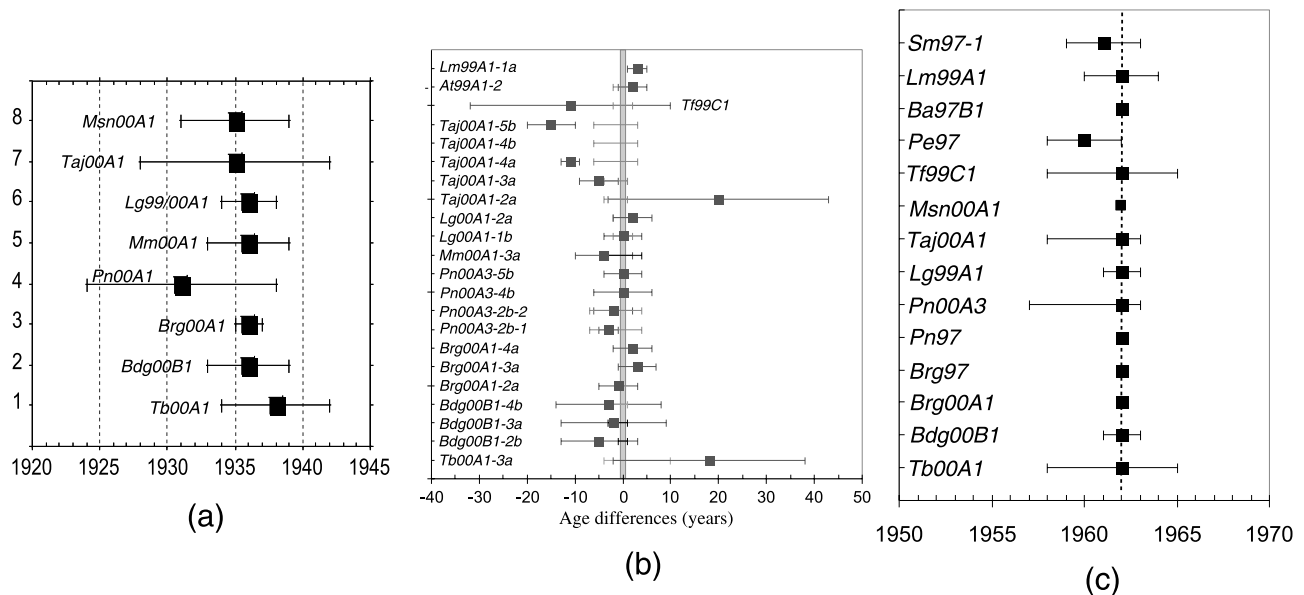 8
7
6
5
4
3
2
1
Msn00A1
Taj00A1
Lg99/00A1
Mm00A1
Pn00A1
Brg00A1
Bdg00B1
Tb00A1
1920 1925 1930 1935 1940 1945
(a)
Lm99A1-1a
At99A1-2
Tf99C1
Taj00A1-5b
Taj00A1-4b
Taj00A1-4a
Taj00A1-3a
Taj00A1-2a
Lg00A1-2a
Lg00A1-1b
Mm00A1-3a
Pn00A3-5b
Pn00A3-4b
Pn00A3-2b-2
Pn00A3-2b-1
Brg00A1-4a
Brg00A1-3a
Brg00A1-2a
Bdg00B1-4b
Bdg00B1-3a
Bdg00B1-2b
Tb00A1-3a
-40 -30 -20 -10 0 10 20 30 40 50
Age differences (years)
(b)
Sm97-1
Lm99A1
Ba97B1
Pe97
Tf99C1
Msn00A1
Taj00A1
Lg99A1
Pn00A3
Pn97
Brg97
Brg00A1
Bdg00B1
Tb00A1
1950 1955 1960 1965 1970
(c)